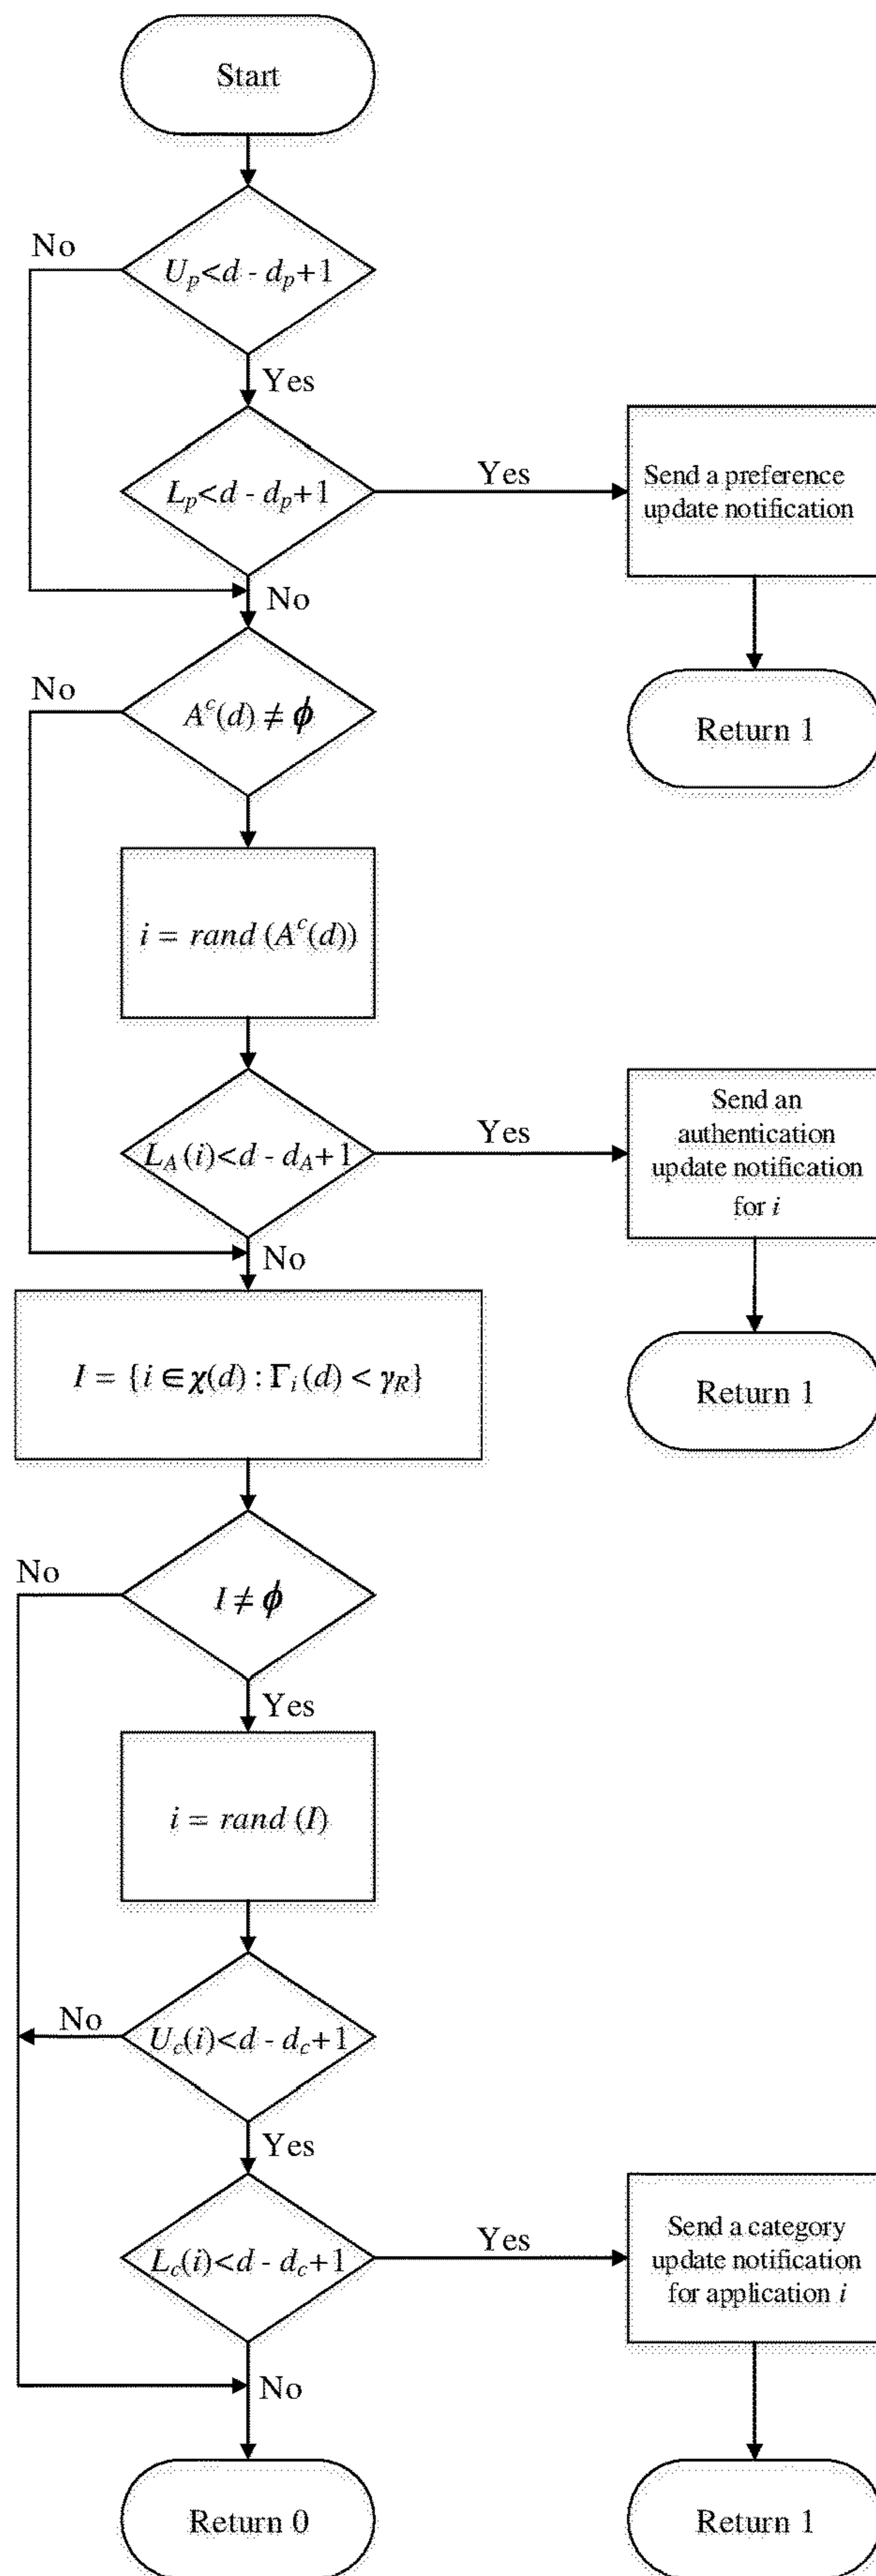 Start
No
U_p<d - d_p+1
Yes
L_p<d - d_p+1
Yes
Send a preference
update notification
No
Return 1
No
A^c(d) ≠ ϕ
i = rand (A^c(d))
L_A(i)<d - d_A+1
Yes
Send an
authentication
update notification
for i
No
Return 1
I = {i ∈ χ(d) : Γ_i(d) < γ_R}
No
I ≠ ϕ
Yes
i = rand (I)
No
U_c(i)<d - d_c+1
Yes
L_c(i)<d - d_c+1
Yes
Send a category
update notification
for application i
No
Return 0
Return 1